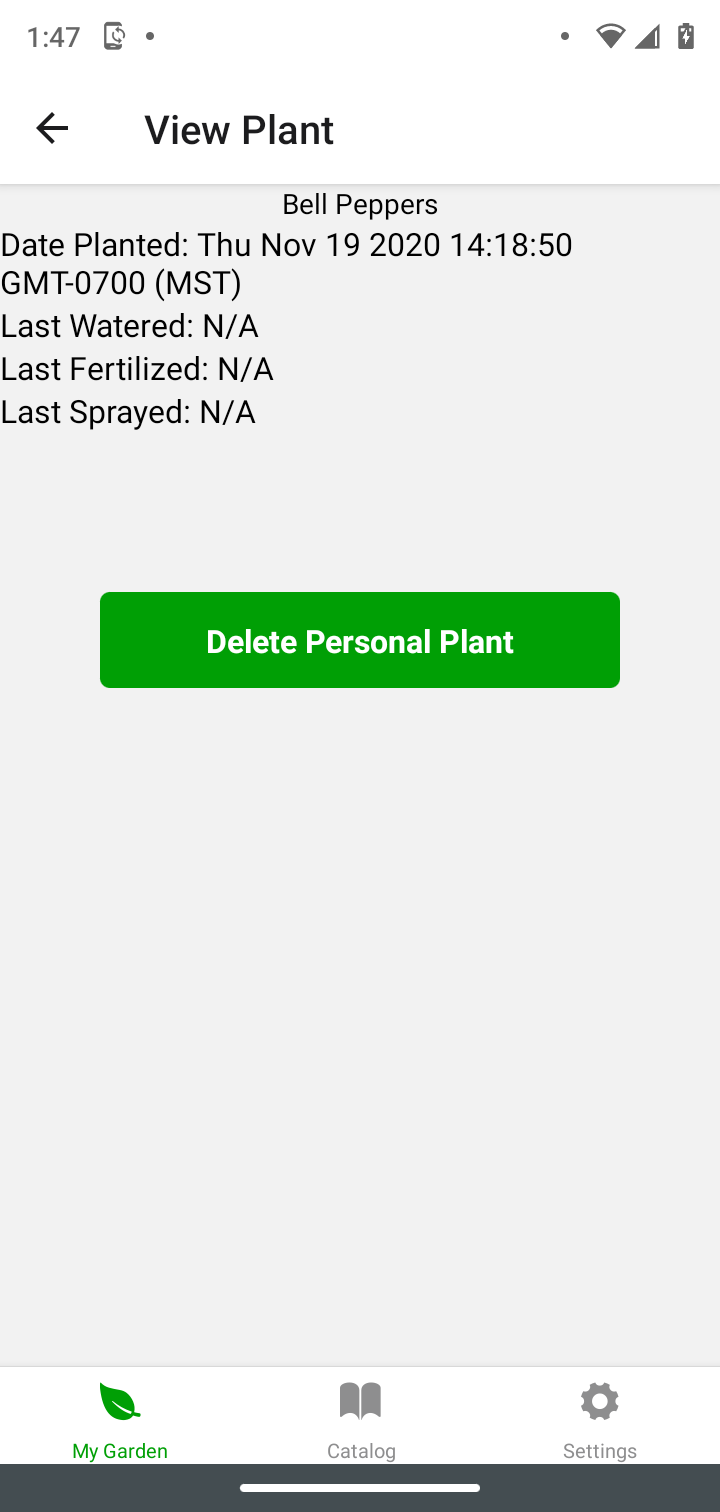 1:47
View Plant
Bell Peppers
Date Planted: Thu Nov 19 2020 14:18:50
GMT-0700 (MST)
Last Watered: N/A
Last Fertilized: N/A
Last Sprayed: N/A
Delete Personal Plant
My Garden
Catalog
Settings